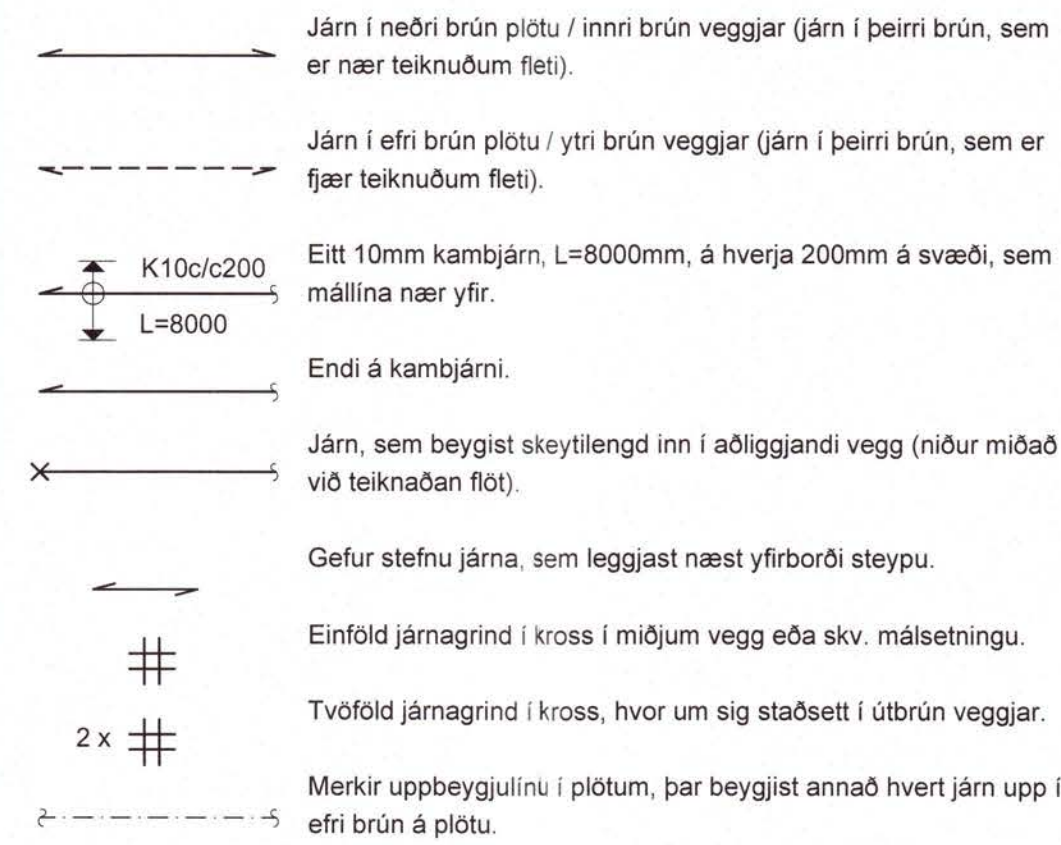 Járn í neðri brún plötu / innri brún veggjar (járn í þeirri brún, sem
er nær teiknuðum fleti).
Járn í efri brún plötu / ytri brún veggjar (járn í þeirri brún, sem er
fjær teiknuðum fleti).
K10c/c200
L=8000
Eitt 10mm kambjárn, L=8000mm, á hverja 200mm á svæði, sem
mállína nær yfir.
Endi á kambjárni.
Járn, sem beygist skeytilengd inn í aðliggjandi vegg (niður miðað
við teiknaðan flöt).
Gefur stefnu járna, sem leggjast næst yfirborði steypu.
Einföld járnagrind í kross í miðjum vegg eða skv. málsetningu.
2 x
Tvöföld járnagrind í kross, hvor um sig staðsett í útbrún veggjar.
Merkir uppbeygjulínu í plötum, þar beygjist annað hvert járn upp í
efri brún á plötu.